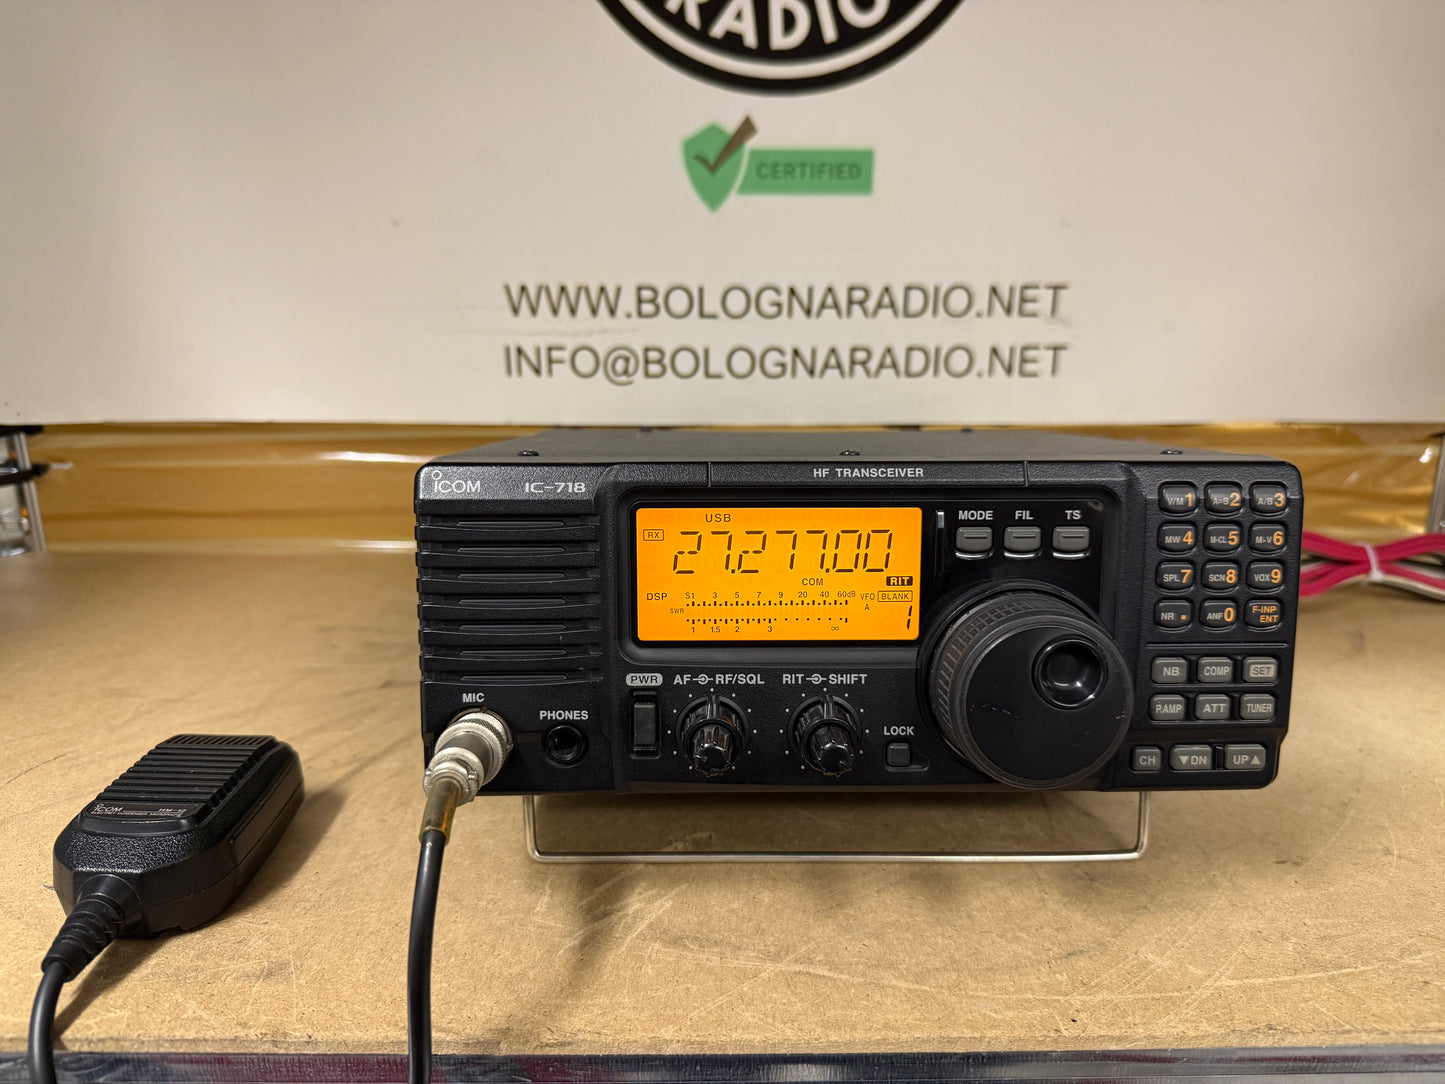 RADIO
CERTIFIED
WWW.BOLOGNARADIO.NET
INFO@BOLOGNARADIO.NET
HF TRANSCEIVER
ICOM IC-718
USB
RX 27.277.00
COM RIT
DSP S1 3 5 7 9 20 40 60dB VFO BLANK
SWR A 1
1 1.5 2 3 ∞
MODE FIL TS
V/M 1 A=B 2 A/B 3
MW 4 M-CL 5 M▸V 6
SPL 7 SCN 8 VOX 9
NR . ANF 0 F-INP ENT
NB COMP SET
P.AMP ATT TUNER
CH ▼DN UP▲
MIC
PHONES
PWR AF RF/SQL RIT SHIFT
LOCK
ICOM HM-12